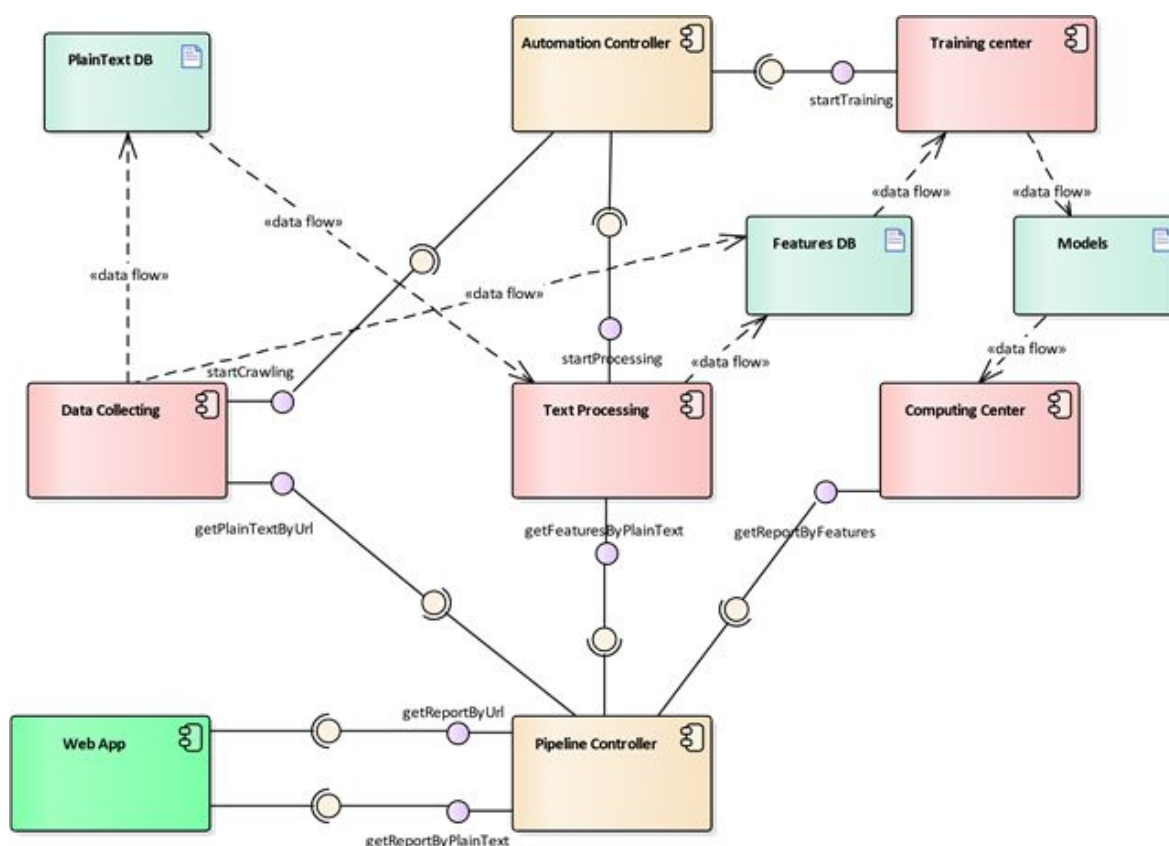 PlainText DB
Automation Controller
Training center
startTraining
«data flow»
«data flow»
«data flow»
Features DB
Models
«data flow»
«data flow»
startProcessing
«data flow»
«data flow»
startCrawling
Data Collecting
Text Processing
Computing Center
getPlainTextByUrl
getFeaturesByPlainText
getReportByFeatures
getReportByUrl
Web App
Pipeline Controller
getReportByPlainText